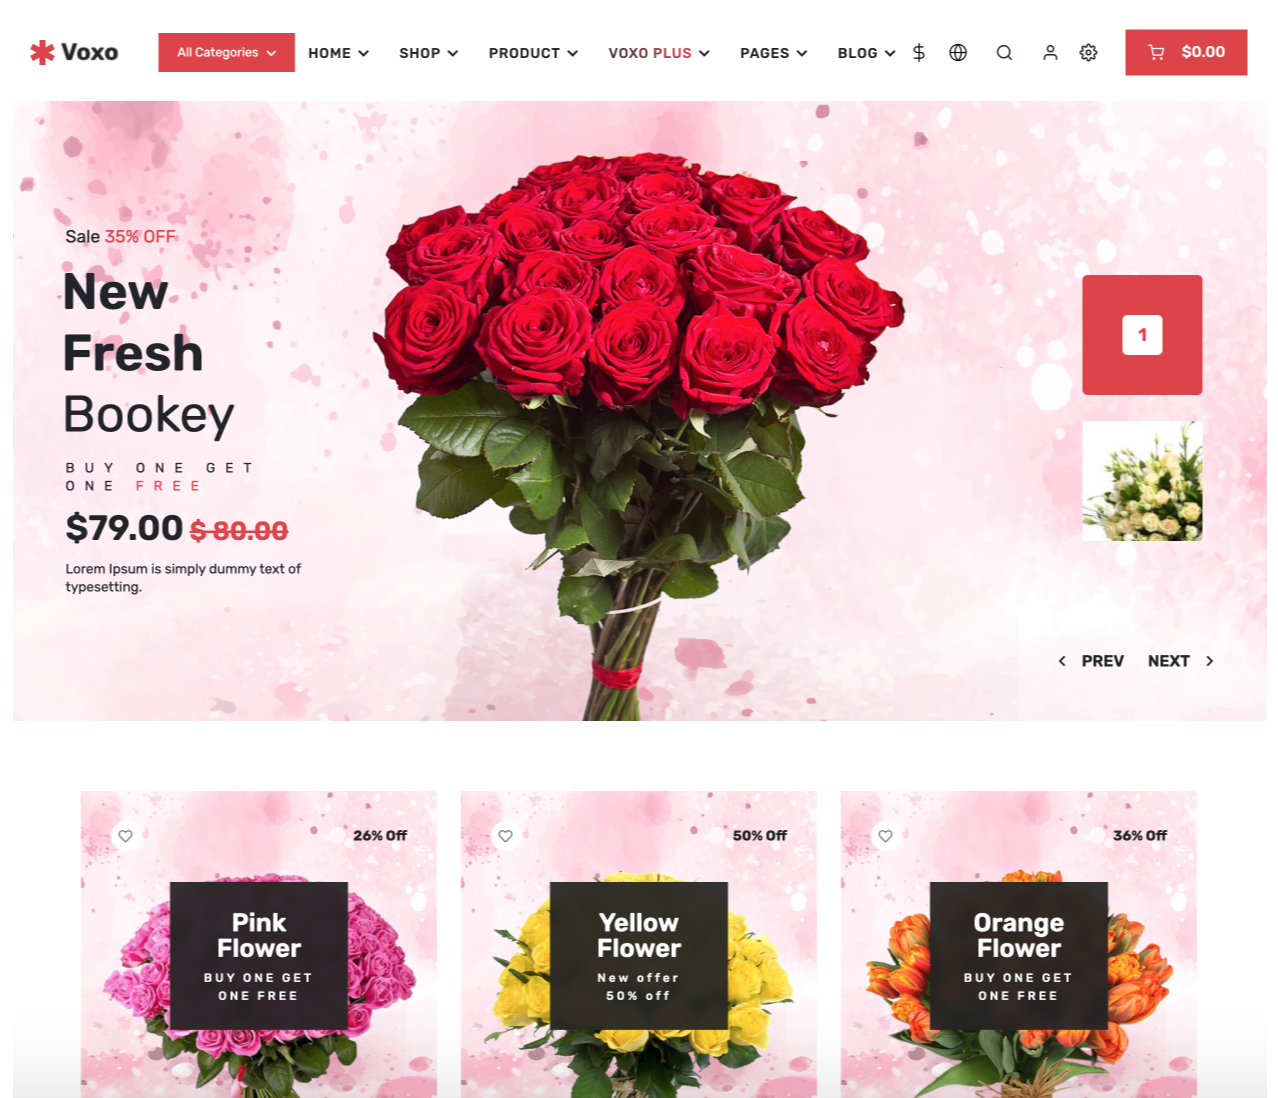 Voxo
All Categories
HOME
SHOP
PRODUCT
VOXO PLUS
PAGES
BLOG
$0.00
Sale 35% OFF
New
Fresh
Bookey
BUY ONE GET
ONE FREE
$79.00 $ 80.00
Lorem Ipsum is simply dummy text of
typesetting.
1
PREV
NEXT
26% Off
Pink
Flower
BUY ONE GET
ONE FREE
50% Off
Yellow
Flower
New offer
50% off
36% Off
Orange
Flower
BUY ONE GET
ONE FREE